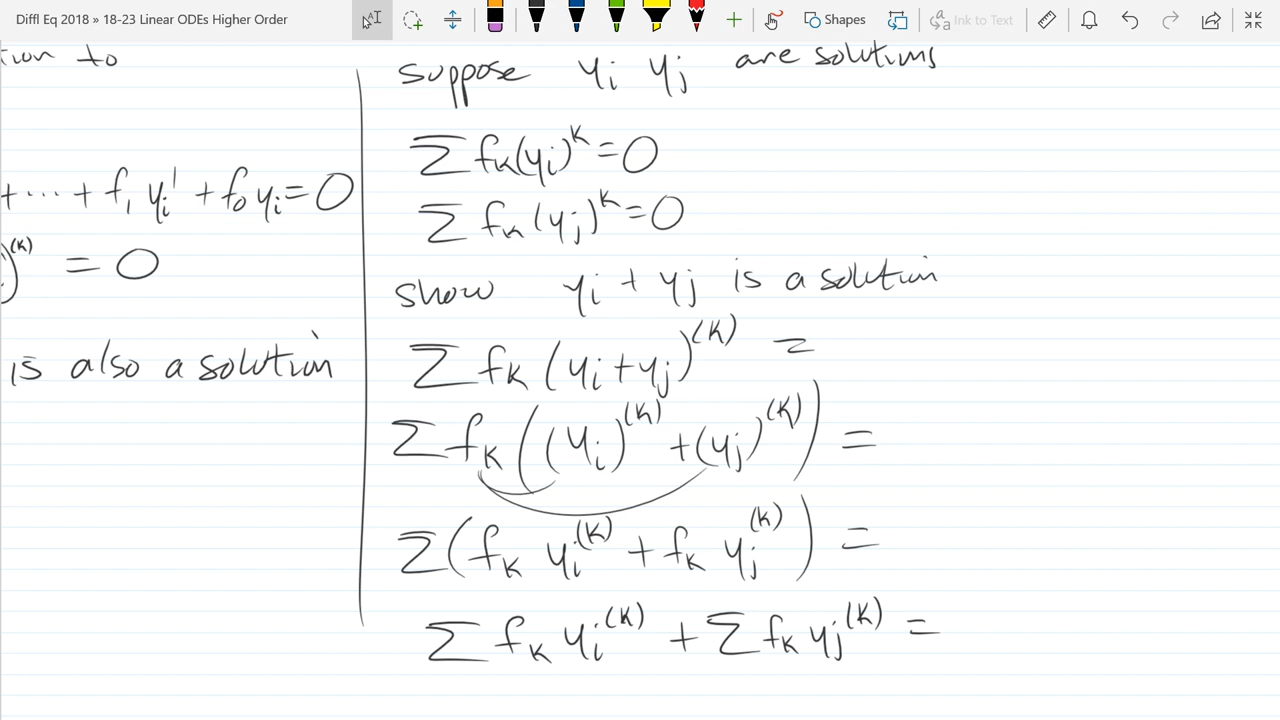 Diffl Eq 2018 > 18-23 Linear ODEs Higher Order
Shapes
Ink to Text
tion to
+ ··· + f₁ yᵢ' + f₀ yᵢ = 0
)⁽ᵏ⁾ = 0
is also a solution
suppose yᵢ yⱼ are solutions
Σ fₖ(yᵢ)ᵏ = 0
Σ fₖ(yⱼ)ᵏ = 0
show yᵢ + yⱼ is a solution
Σ fₖ (yᵢ + yⱼ)⁽ᵏ⁾ =
Σ fₖ((yᵢ)⁽ᵏ⁾ + (yⱼ)⁽ᵏ⁾) =
Σ(fₖ yᵢ⁽ᵏ⁾ + fₖ yⱼ⁽ᵏ⁾) =
Σ fₖ yᵢ⁽ᵏ⁾ + Σ fₖ yⱼ⁽ᵏ⁾ =